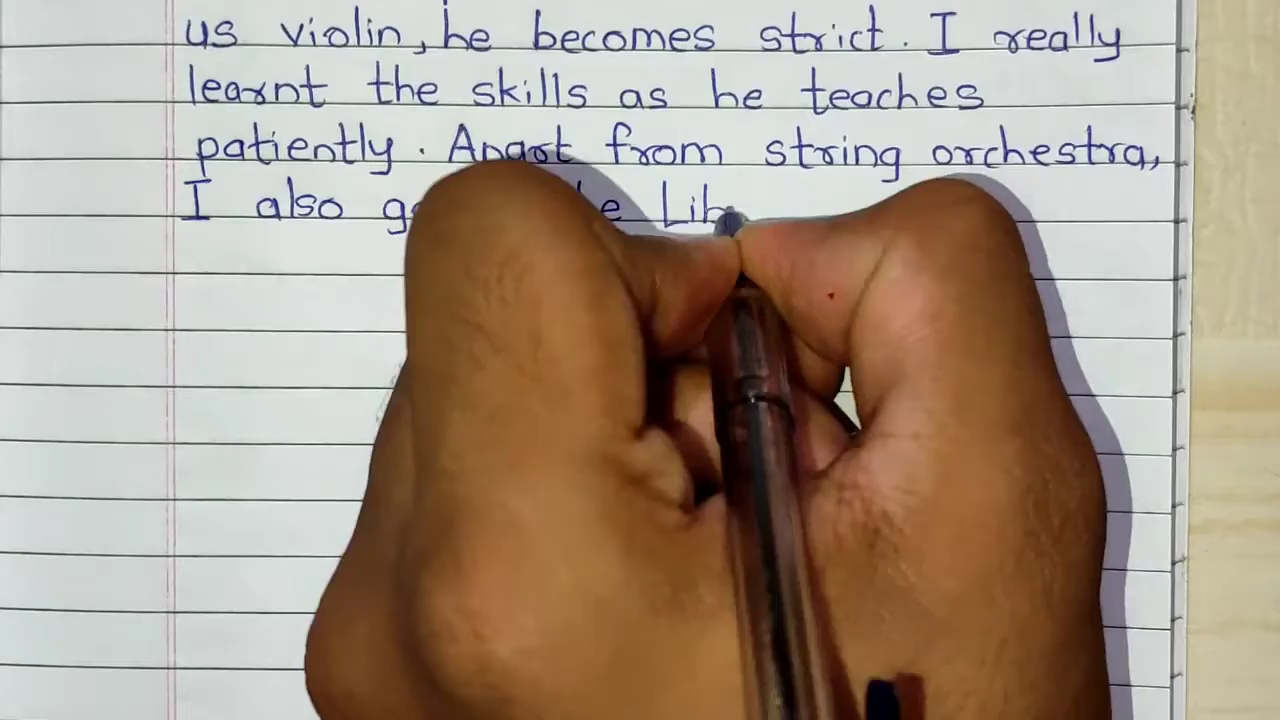 us violin, he becomes strict. I really
learnt the skills as he teaches
patiently. Apart from string orchestra,
I also